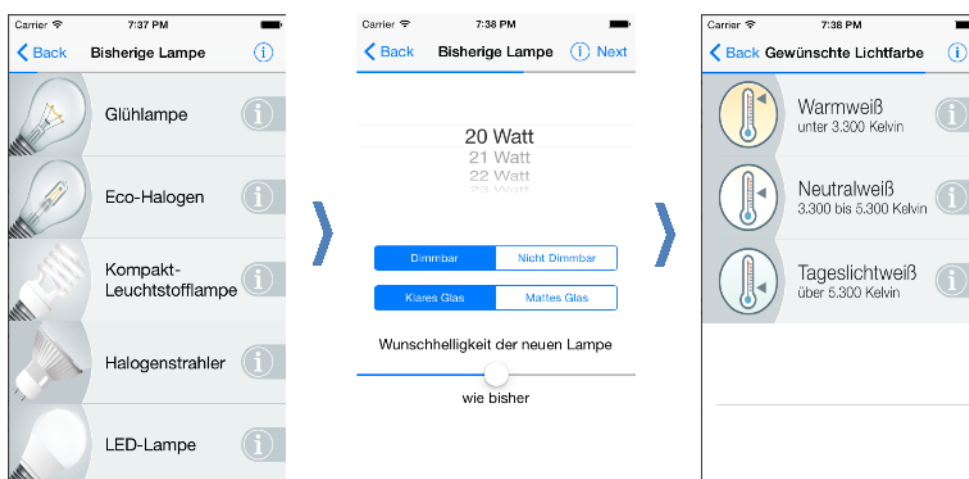 Carrier 7:37 PM
Back Bisherige Lampe
Glühlampe
Eco-Halogen
Kompakt-
Leuchtstofflampe
Halogenstrahler
LED-Lampe
Carrier 7:38 PM
Back Bisherige Lampe Next
20 Watt
21 Watt
22 Watt
23 Watt
Dimmbar Nicht Dimmbar
Klares Glas Mattes Glas
Wunschhelligkeit der neuen Lampe
wie bisher
Carrier 7:38 PM
Back Gewünschte Lichtfarbe
Warmweiß
unter 3.300 Kelvin
Neutralweiß
3.300 bis 5.300 Kelvin
Tageslichtweiß
über 5.300 Kelvin